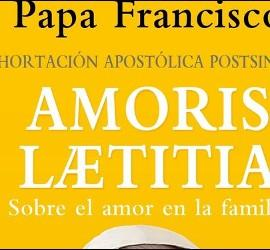 Papa Francisco
HORTACIÓN APOSTÓLICA POSTSIN
AMORIS
LÆTITIA
Sobre el amor en la famil